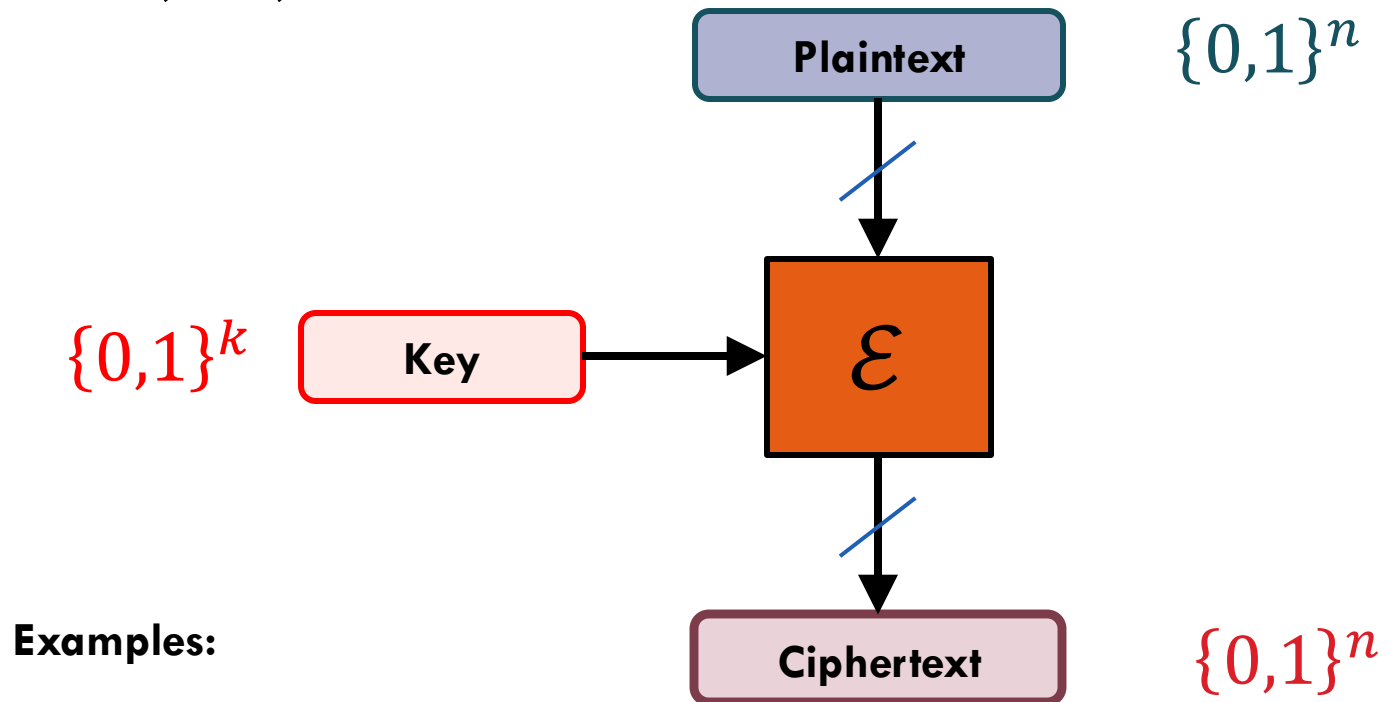 Plaintext
{0,1}^n
{0,1}^k
Key
ℰ
Examples:
Ciphertext
{0,1}^n